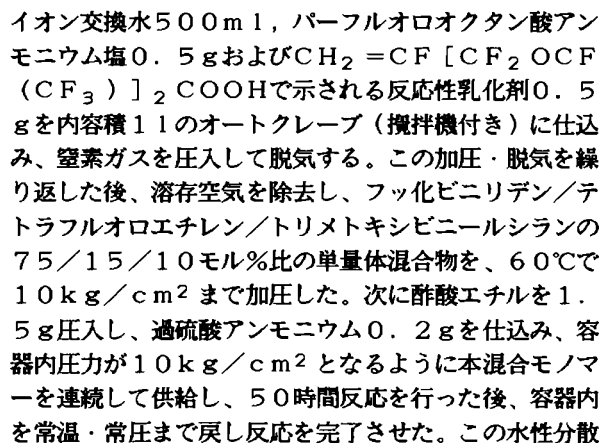 イオン交換水５００ｍｌ，パーフルオロオクタン酸アン
モニウム塩０．５ｇおよびＣＨ₂ ＝ＣＦ［ＣＦ₂ ＯＣＦ
（ＣＦ₃ ）］₂ ＣＯＯＨで示される反応性乳化剤０．５
ｇを内容積１ｌのオートクレーブ（攪拌機付き）に仕込
み、窒素ガスを圧入して脱気する。この加圧・脱気を繰
り返した後、溶存空気を除去し、フッ化ビニリデン／テ
トラフルオロエチレン／トリメトキシビニールシランの
７５／１５／１０モル％比の単量体混合物を、６０℃で
１０ｋｇ／ｃｍ² まで加圧した。次に酢酸エチルを１．
５ｇ圧入し、過硫酸アンモニウム０．２ｇを仕込み、容
器内圧力が１０ｋｇ／ｃｍ² となるように本混合モノマ
ーを連続して供給し、５０時間反応を行った後、容器内
を常温・常圧まで戻し反応を完了させた。この水性分散